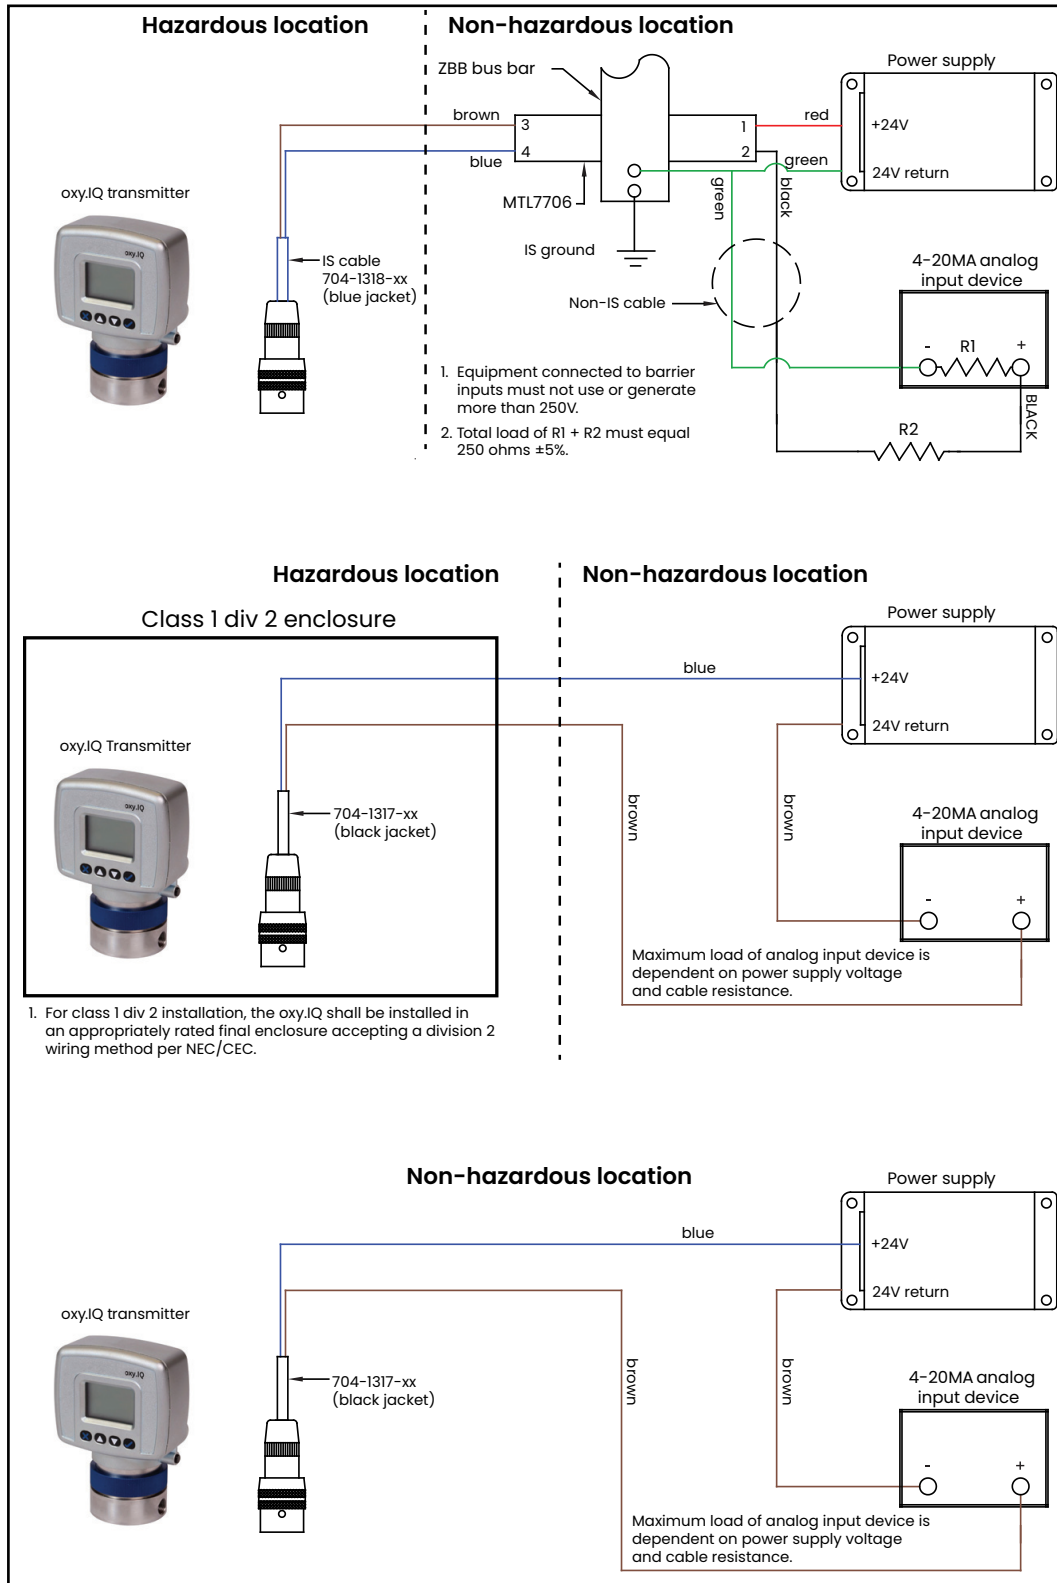 Hazardous location
Non-hazardous location
ZBB bus bar
Power supply
brown
3
1
red
+24V
blue
4
2
green
24V return
oxy.IQ transmitter
MTL7706
green
black
oxy.IQ
IS ground
IS cable
704-1318-xx
(blue jacket)
Non-IS cable
4-20MA analog
input device
-
R1
+
1. Equipment connected to barrier
inputs must not use or generate
more than 250V.
BLACK
2. Total load of R1 + R2 must equal
250 ohms ±5%.
R2
Hazardous location
Non-hazardous location
Class 1 div 2 enclosure
Power supply
blue
+24V
24V return
oxy.IQ Transmitter
oxy.IQ
704-1317-xx
(black jacket)
brown
brown
4-20MA analog
input device
-
+
Maximum load of analog input device is
dependent on power supply voltage
and cable resistance.
1. For class 1 div 2 installation, the oxy.IQ shall be installed in
an appropriately rated final enclosure accepting a division 2
wiring method per NEC/CEC.
Non-hazardous location
Power supply
blue
+24V
24V return
oxy.IQ transmitter
oxy.IQ
704-1317-xx
(black jacket)
brown
brown
4-20MA analog
input device
-
+
Maximum load of analog input device is
dependent on power supply voltage
and cable resistance.